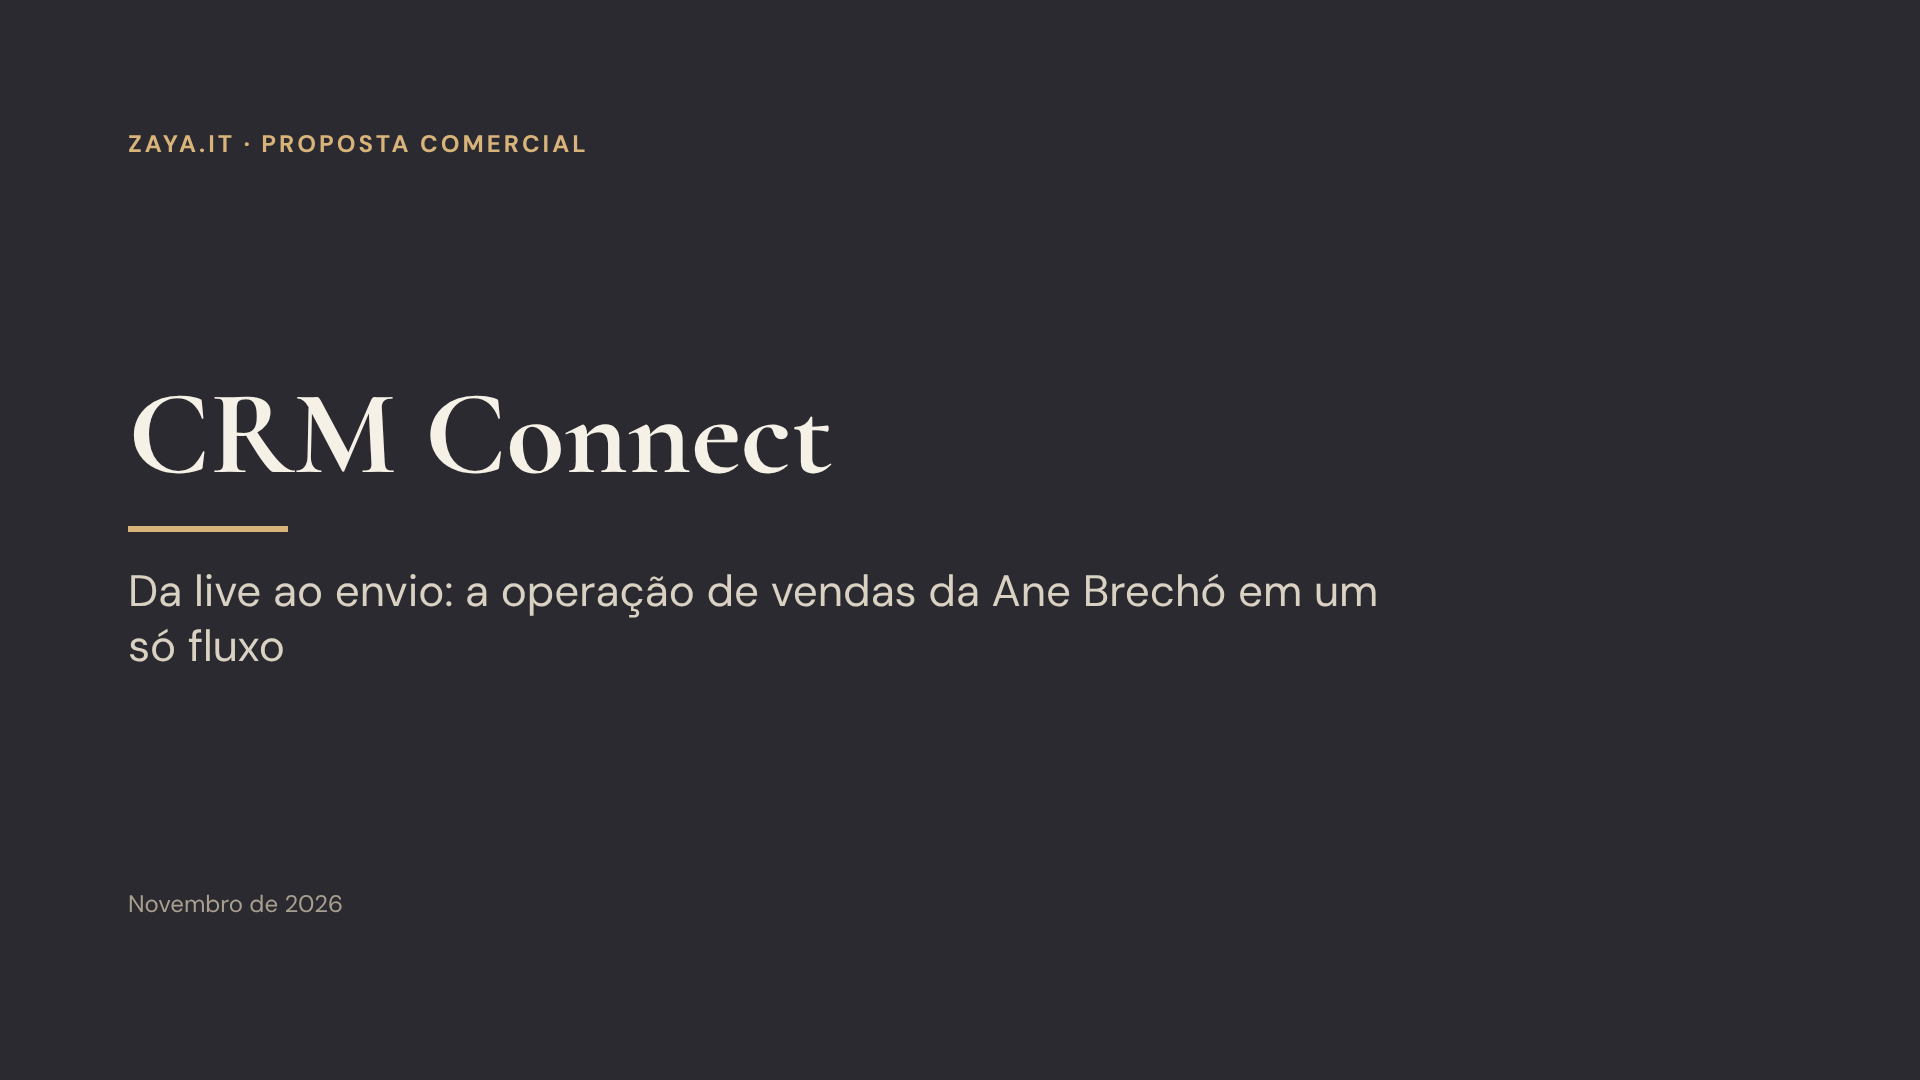 ZAYA.IT · PROPOSTA COMERCIAL
CRM Connect
Da live ao envio: a operação de vendas da Ane Brechó em um
só fluxo
Novembro de 2026